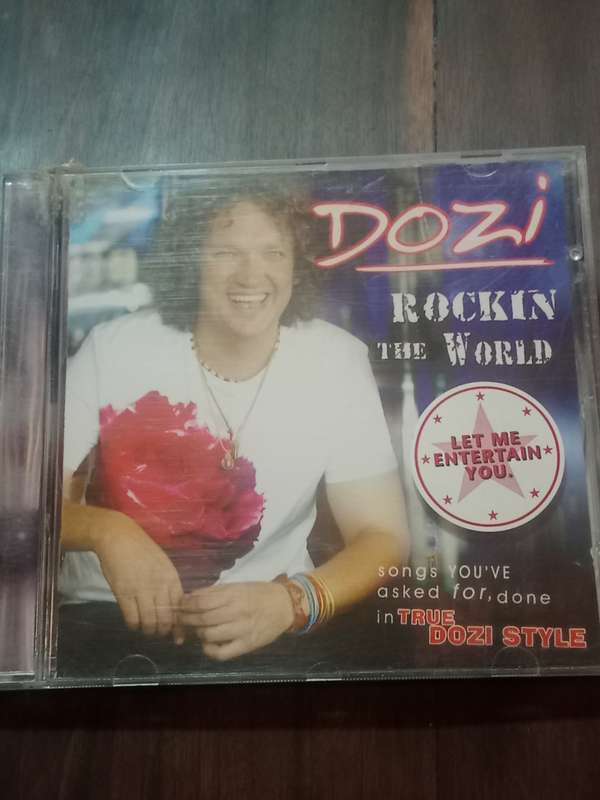 DOZi
ROCKIN
THE WORLD
LET ME
ENTERTAIN
YOU.
songs YOU'VE
asked for, done
in TRUE
DOZI STYLE